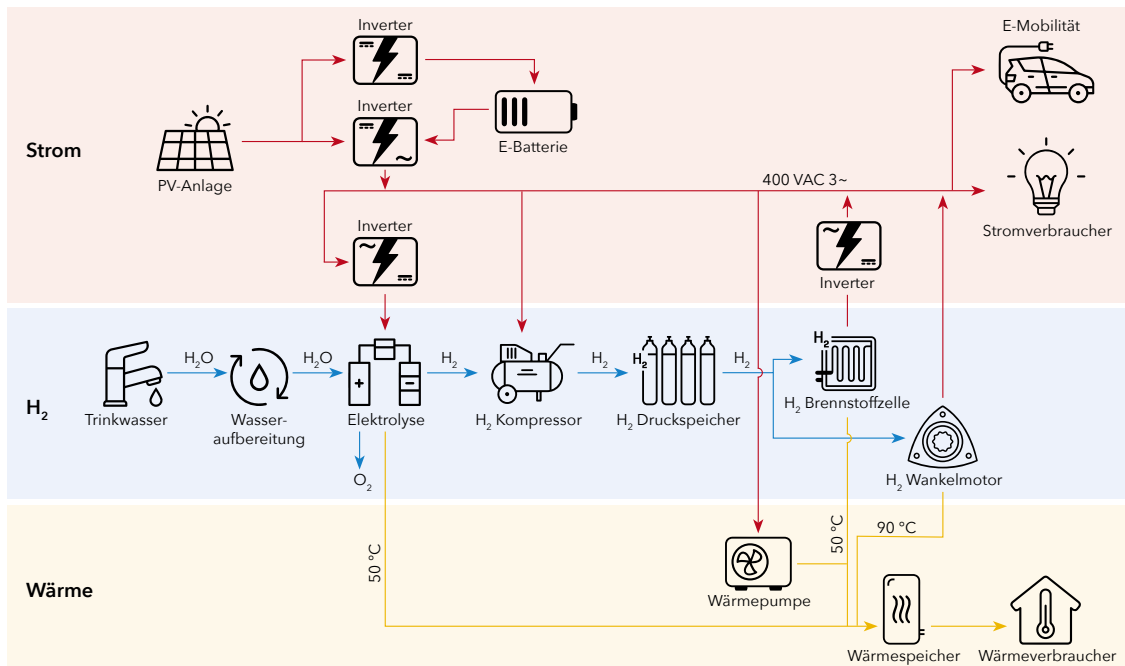 Strom
Inverter
E-Mobilität
Inverter
E-Batterie
PV-Anlage
400 VAC 3~
Inverter
Stromverbraucher
Inverter
H₂
H₂O
H₂O
H₂
H₂
H₂
H₂
H₂
Trinkwasser
Wasser-
aufbereitung
Elektrolyse
H₂ Kompressor
H₂ Druckspeicher
H₂ Brennstoffzelle
O₂
H₂ Wankelmotor
Wärme
50 °C
50 °C
90 °C
Wärmepumpe
Wärmespeicher
Wärmeverbraucher